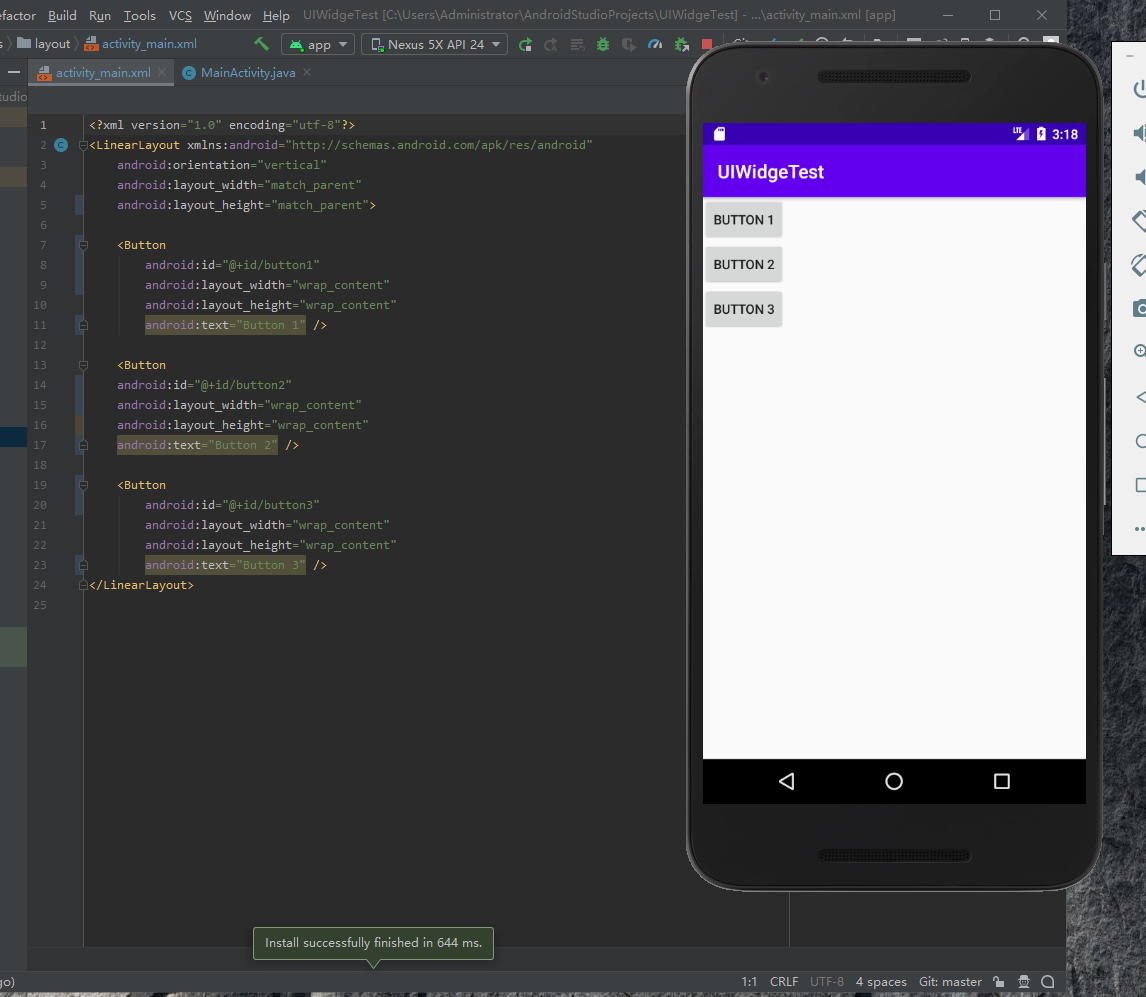 efactor Build Run Tools VCS Window Help UIWidgeTest [C:\Users\Administrator\AndroidStudioProjects\UIWidgeTest] - ...\activity_main.xml [app]
s layout activity_main.xml app Nexus 5X API 24
activity_main.xml MainActivity.java
tudio
1 <?xml version="1.0" encoding="utf-8"?>
2 <LinearLayout xmlns:android="http://schemas.android.com/apk/res/android"
3 android:orientation="vertical"
4 android:layout_width="match_parent"
5 android:layout_height="match_parent">
6
7 <Button
8 android:id="@+id/button1"
9 android:layout_width="wrap_content"
10 android:layout_height="wrap_content"
11 android:text="Button 1" />
12
13 <Button
14 android:id="@+id/button2"
15 android:layout_width="wrap_content"
16 android:layout_height="wrap_content"
17 android:text="Button 2" />
18
19 <Button
20 android:id="@+id/button3"
21 android:layout_width="wrap_content"
22 android:layout_height="wrap_content"
23 android:text="Button 3" />
24 </LinearLayout>
25
LTE 3:18
UIWidgeTest
BUTTON 1
BUTTON 2
BUTTON 3
Install successfully finished in 644 ms.
go) 1:1 CRLF UTF-8 4 spaces Git: master